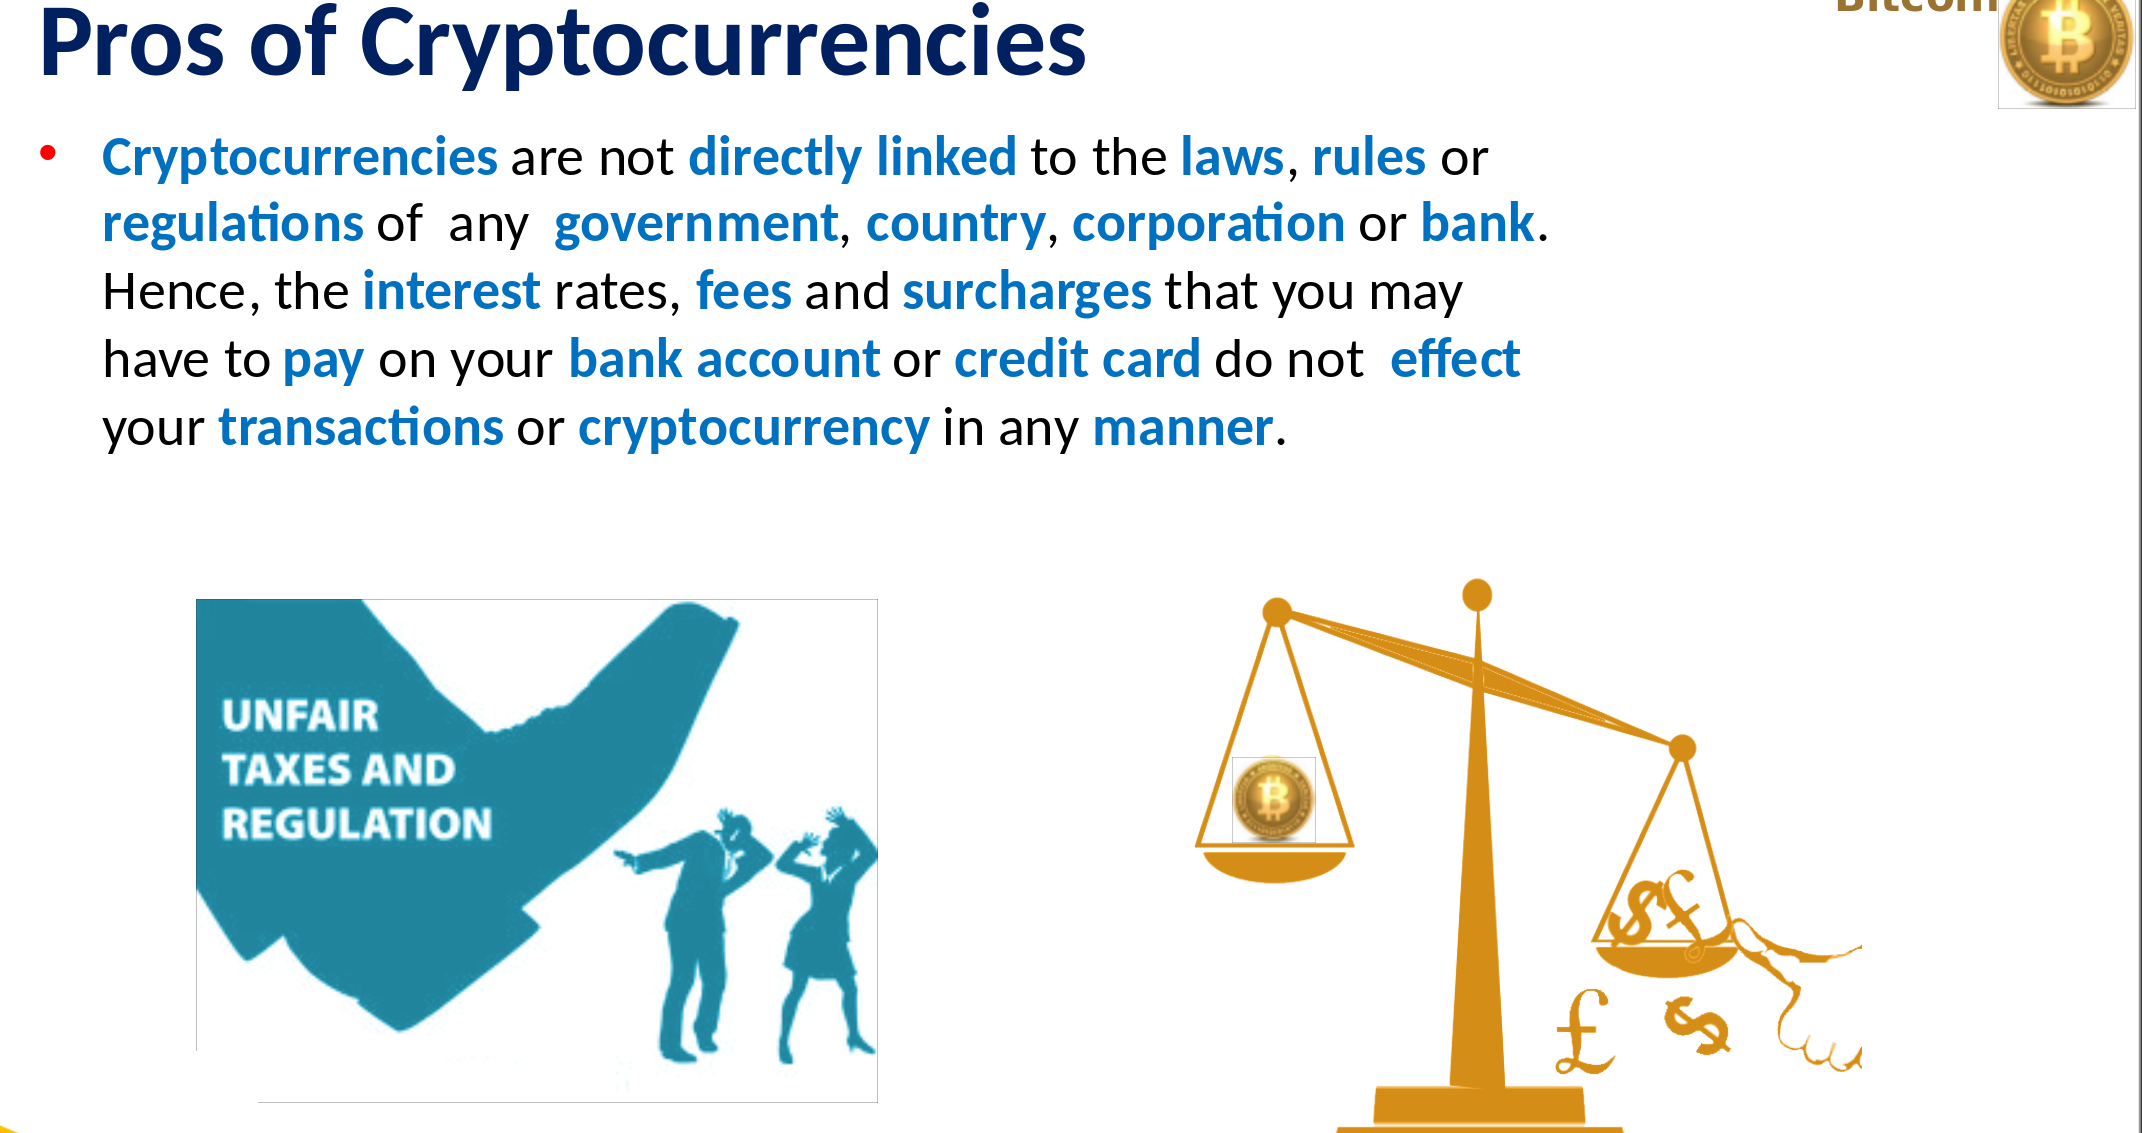 Pros of Cryptocurrencies
Bitcoin
• Cryptocurrencies are not directly linked to the laws, rules or
regulations of any government, country, corporation or bank.
Hence, the interest rates, fees and surcharges that you may
have to pay on your bank account or credit card do not effect
your transactions or cryptocurrency in any manner.
UNFAIR
TAXES AND
REGULATION